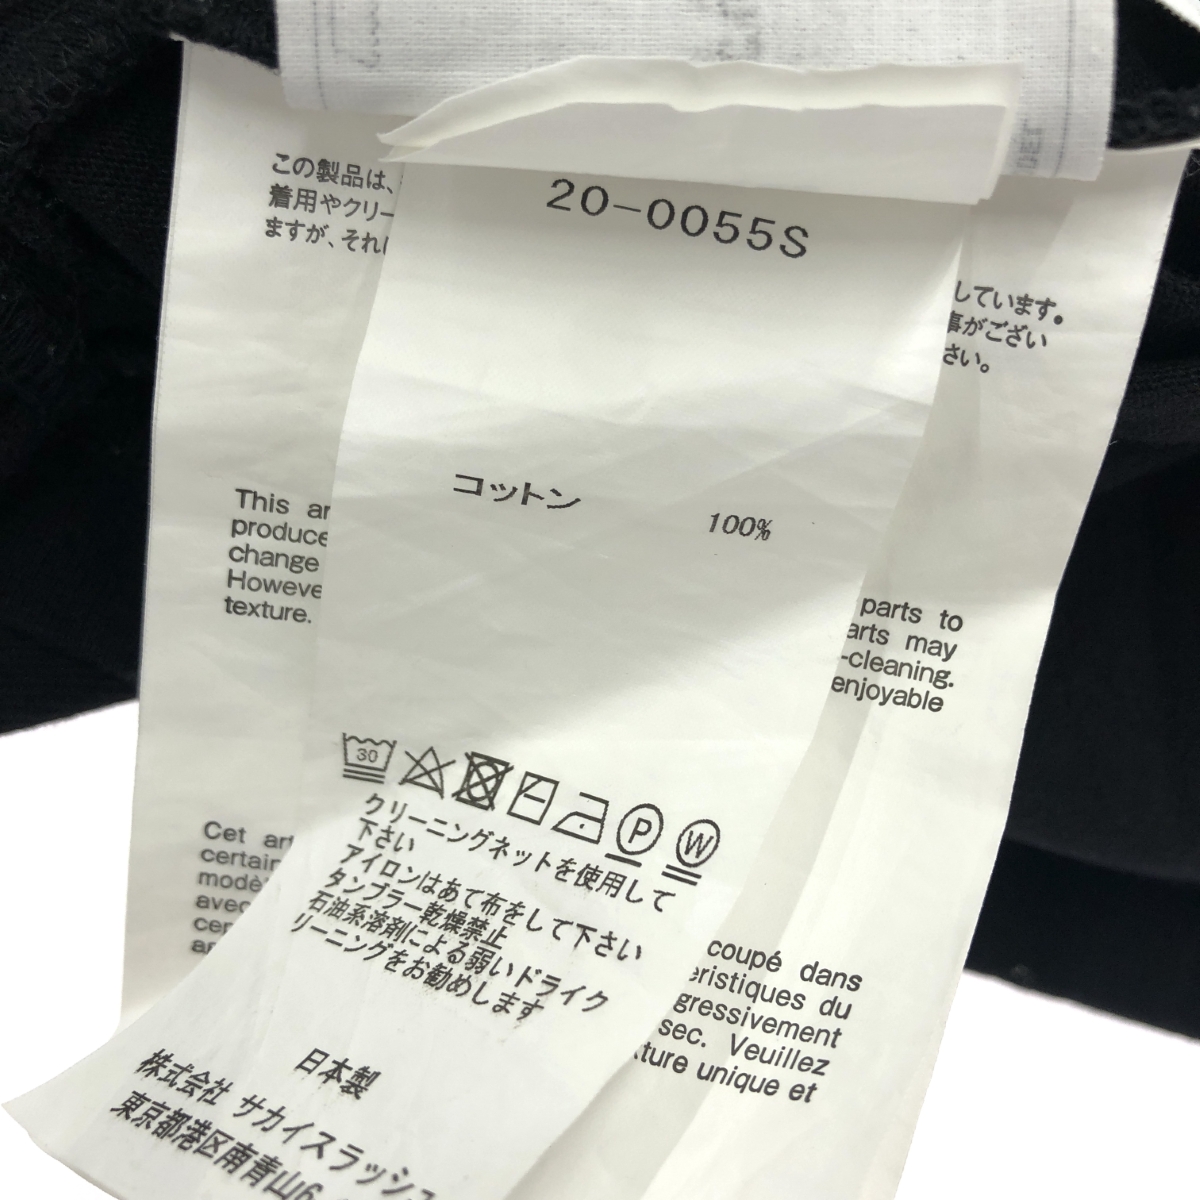 この製品は、
着用やクリー
ますが、それ
しています。
事がござい
さい。
20-0055S
コットン 100%
This
produce
change
Howeve
texture.
parts to
arts may
-cleaning.
enjoyable
30
P
W
クリーニングネットを使用して
下さい
アイロンはあて布をして下さい
タンブラー乾燥禁止
石油系溶剤による弱いドライク
リーニングをお勧めします
日本製
株式会社 サカイスラッシュ
東京都港区南青山6
Cet
certain
modè
avec
coupé dans
éristiques du
gressivement
sec. Veuillez
ture unique et